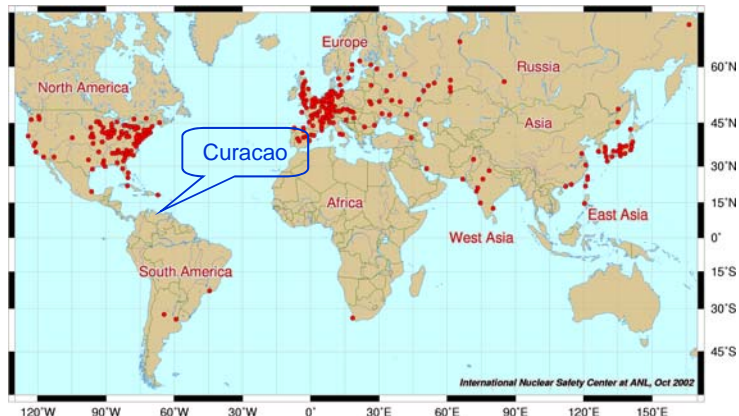 Europe
North America
Russia
60˚N
Asia
45˚N
Curacao
30˚N
Africa
East Asia
15˚N
West Asia
0˚
South America
15˚S
30˚S
45˚S
International Nuclear Safety Center at ANL, Oct 2002
120˚W 90˚W 60˚W 30˚W 0˚ 30˚E 60˚E 90˚E 120˚E 150˚E